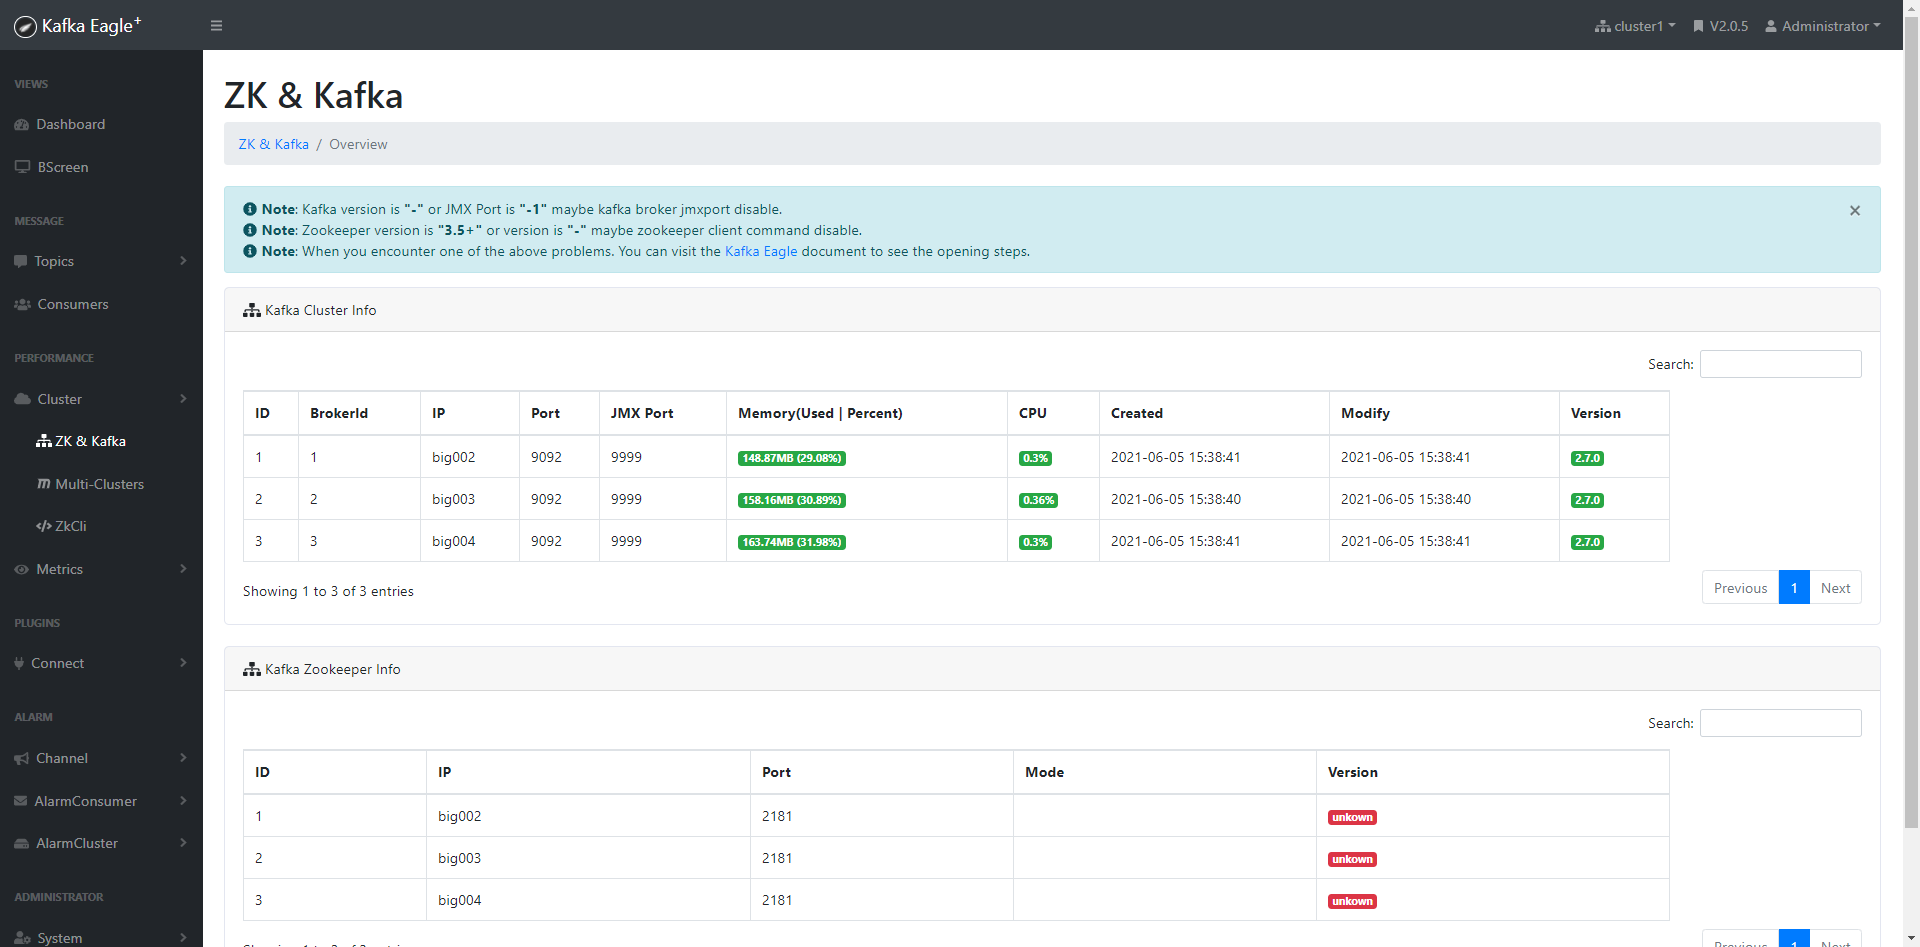 Kafka Eagle+
cluster1
V2.0.5
Administrator
VIEWS
Dashboard
BScreen
MESSAGE
Topics
Consumers
PERFORMANCE
Cluster
ZK & Kafka
Multi-Clusters
ZkCli
Metrics
PLUGINS
Connect
ALARM
Channel
AlarmConsumer
AlarmCluster
ADMINISTRATOR
System
ZK & Kafka
ZK & Kafka / Overview
Note: Kafka version is "-" or JMX Port is "-1" maybe kafka broker jmxport disable.
Note: Zookeeper version is "3.5+" or version is "-" maybe zookeeper client command disable.
Note: When you encounter one of the above problems. You can visit the Kafka Eagle document to see the opening steps.
×
Kafka Cluster Info
Search:
ID BrokerId IP Port JMX Port Memory(Used | Percent) CPU Created Modify Version
1 1 big002 9092 9999 148.87MB (29.08%) 0.3% 2021-06-05 15:38:41 2021-06-05 15:38:41 2.7.0
2 2 big003 9092 9999 158.16MB (30.89%) 0.36% 2021-06-05 15:38:40 2021-06-05 15:38:40 2.7.0
3 3 big004 9092 9999 163.74MB (31.98%) 0.3% 2021-06-05 15:38:41 2021-06-05 15:38:41 2.7.0
Showing 1 to 3 of 3 entries
Previous 1 Next
Kafka Zookeeper Info
Search:
ID IP Port Mode Version
1 big002 2181 unkown
2 big003 2181 unkown
3 big004 2181 unkown
Showing 1 to 3 of 3 entries
Previous 1 Next